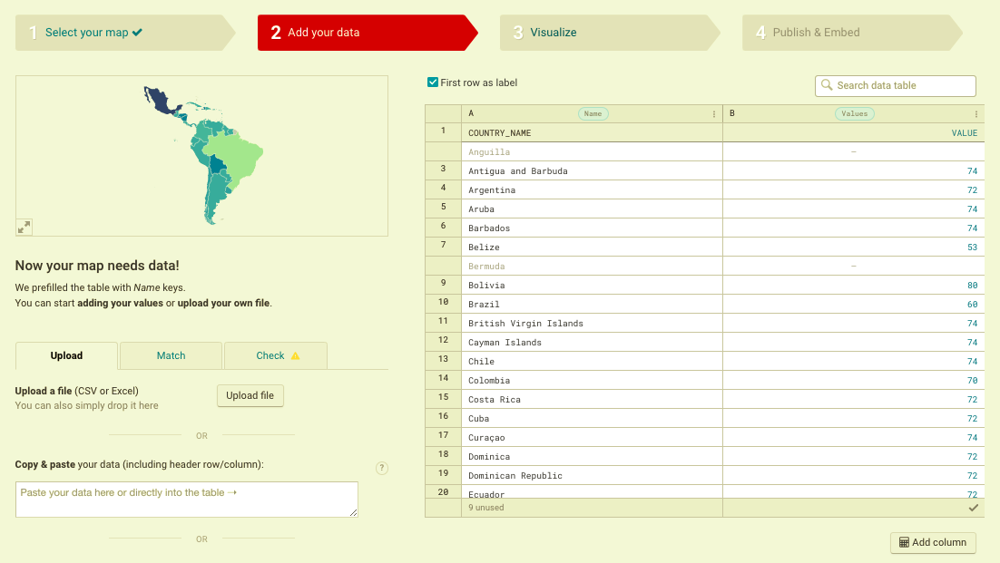 1 Select your map
2 Add your data
3 Visualize
4 Publish & Embed
Now your map needs data!
We prefilled the table with Name keys.
You can start adding your values or upload your own file.
Upload
Match
Check
Upload a file (CSV or Excel)
You can also simply drop it here
Upload file
OR
Copy & paste your data (including header row/column):
?
Paste your data here or directly into the table ➝
OR
First row as label
Search data table
A Name B Values
1 COUNTRY_NAME VALUE
Anguilla –
3 Antigua and Barbuda 74
4 Argentina 72
5 Aruba 74
6 Barbados 74
7 Belize 53
Bermuda –
9 Bolivia 80
10 Brazil 60
11 British Virgin Islands 74
12 Cayman Islands 74
13 Chile 74
14 Colombia 70
15 Costa Rica 72
16 Cuba 72
17 Curaçao 74
18 Dominica 72
19 Dominican Republic 72
20 Ecuador 72
9 unused
Add column